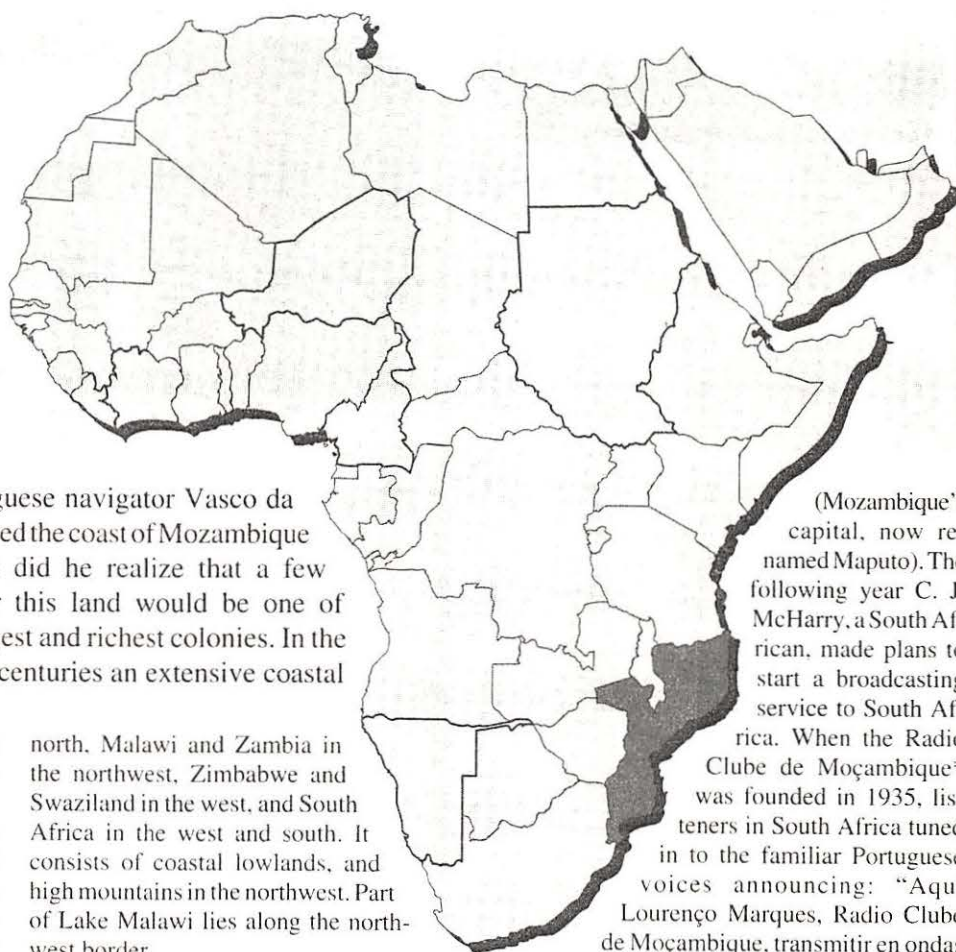 guese navigator Vasco da
ed the coast of Mozambique
did he realize that a few
this land would be one of
est and richest colonies. In the
centuries an extensive coastal
north, Malawi and Zambia in
the northwest, Zimbabwe and
Swaziland in the west, and South
Africa in the west and south. It
consists of coastal lowlands, and
high mountains in the northwest. Part
of Lake Malawi lies along the north-
west border
(Mozambique'
capital, now re
named Maputo). The
following year C. J
McHarry, a South Af
rican, made plans to
start a broadcasting
service to South Af
rica. When the Radio
Clube de Moçambique*
was founded in 1935, lis
teners in South Africa tuned
in to the familiar Portuguese
voices announcing: "Aqu
Lourenço Marques, Radio Clube
de Moçambique, transmitir en onda